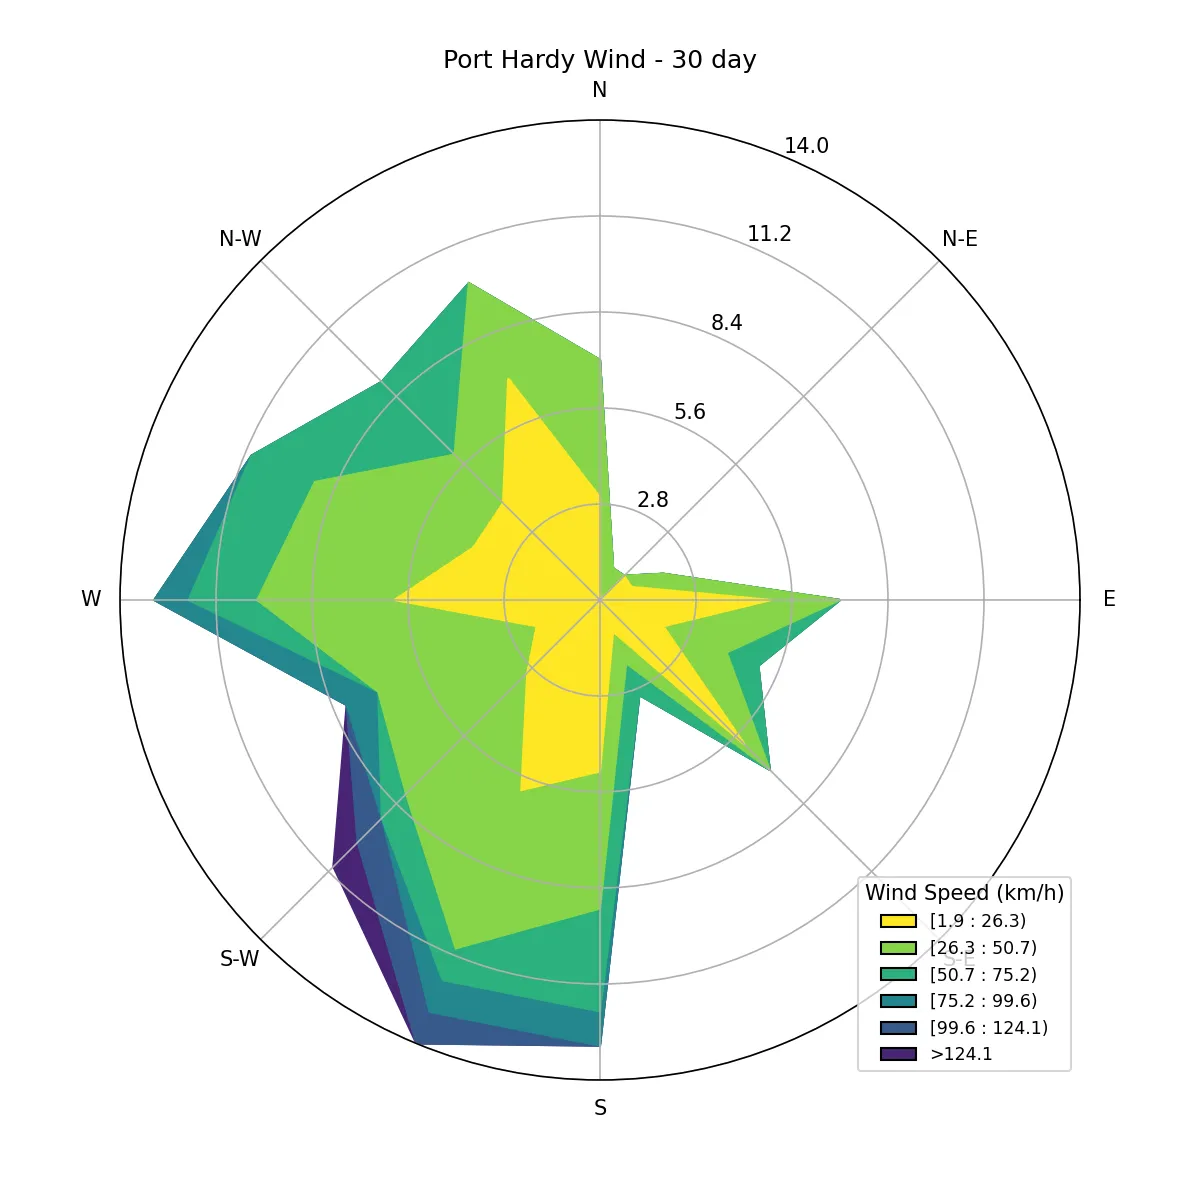 Port Hardy Wind - 30 day
N
14.0
N-W
11.2
N-E
8.4
5.6
2.8
W
E
S-W
S-E
S
Wind Speed (km/h)
[1.9 : 26.3)
[26.3 : 50.7)
[50.7 : 75.2)
[75.2 : 99.6)
[99.6 : 124.1)
>124.1